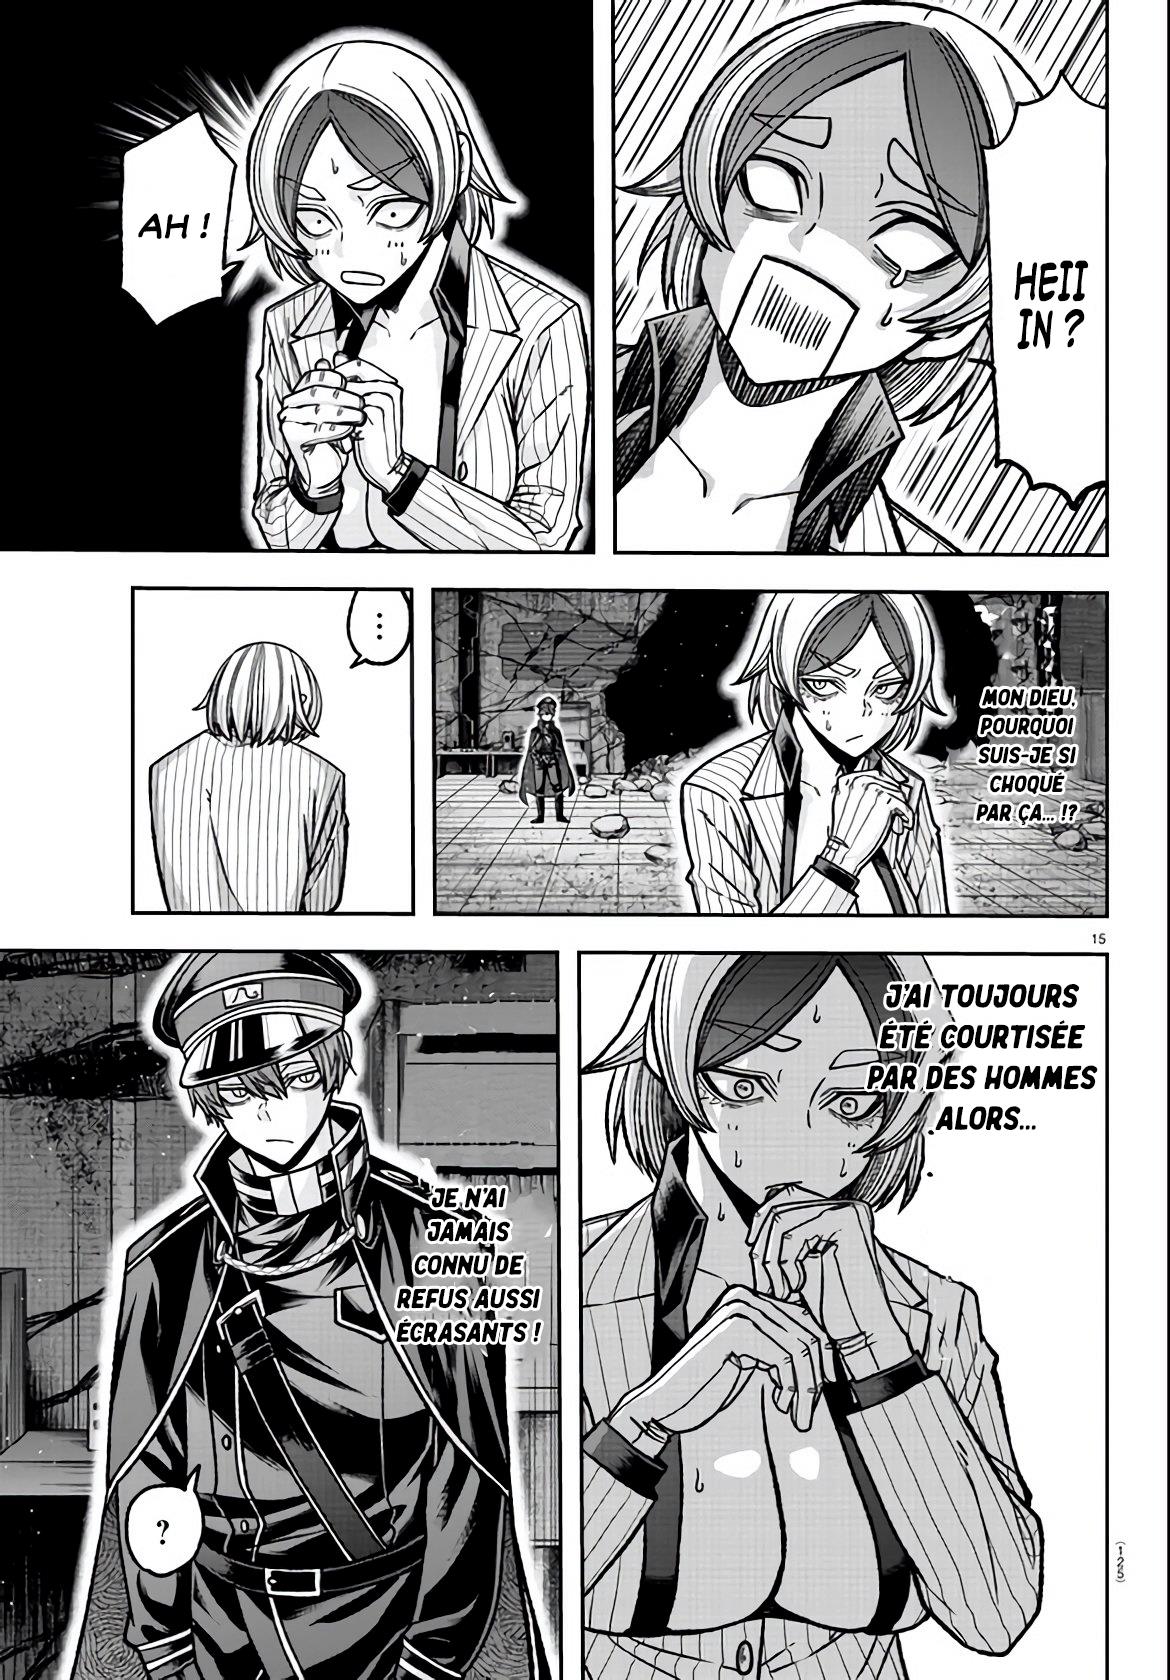 HEII
IN ?
AH !
MON DIEU,
POURQUOI
SUIS-JE SI
CHOQUÉ
PAR ÇA... !?
...
15
J'AI TOUJOURS
ÉTÉ COURTISÉE
PAR DES HOMMES
ALORS...
JE N'AI
JAMAIS
CONNU DE
REFUS AUSSI
ÉCRASANTS !
?
(125)